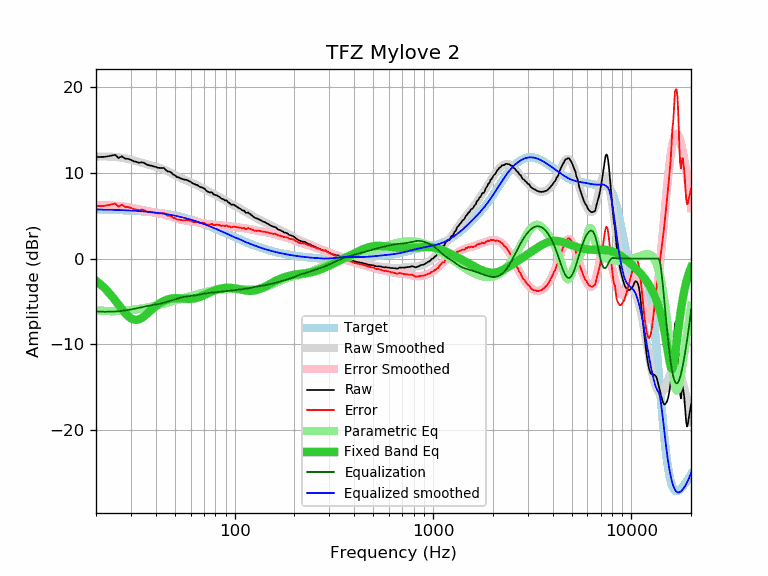 TFZ Mylove 2
20
10
0
−10
−20
Amplitude (dBr)
Target
Raw Smoothed
Error Smoothed
Raw
Error
Parametric Eq
Fixed Band Eq
Equalization
Equalized smoothed
100
1000
10000
Frequency (Hz)